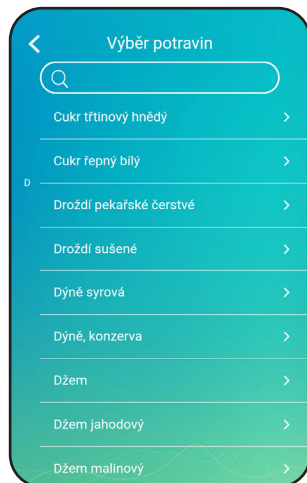 Výběr potravin
Cukr třtinový hnědý
Cukr řepný bílý
D
Droždí pekařské čerstvé
Droždí sušené
Dýně syrová
Dýně, konzerva
Džem
Džem jahodový
Džem malinový